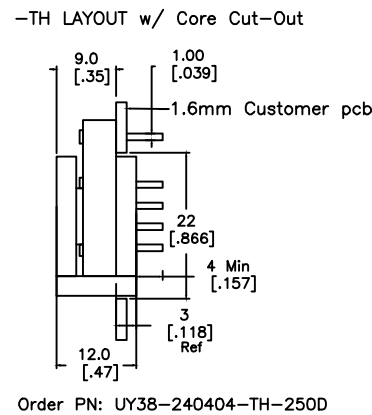 -TH LAYOUT w/ Core Cut-Out
9.0
[.35]
1.00
[.039]
1.6mm Customer pcb
22
[.866]
4 Min
[.157]
3
[.118]
Ref
12.0
[.47]
Order PN: UY38-240404-TH-250D